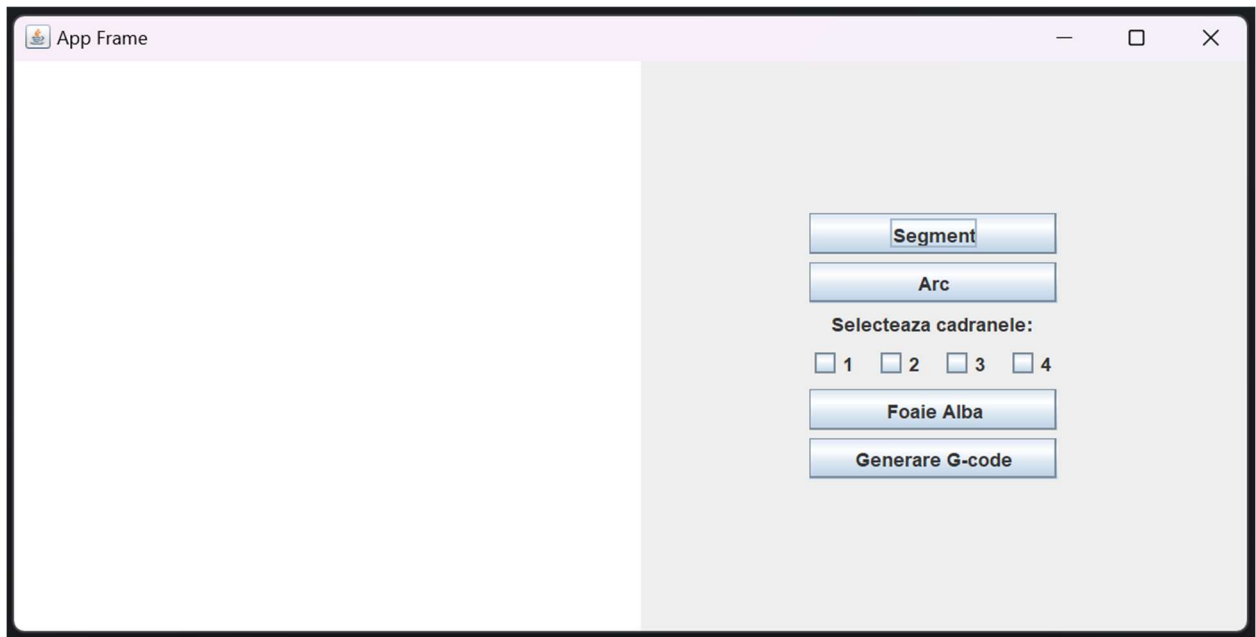 App Frame
Segment
Arc
Selecteaza cadranele:
1 2 3 4
Foaie Alba
Generare G-code